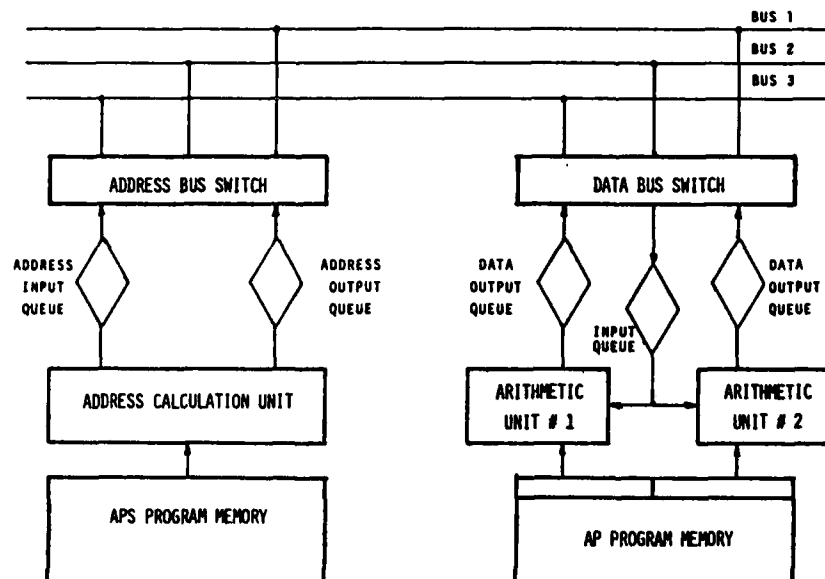 BUS 1
BUS 2
BUS 3
ADDRESS BUS SWITCH
DATA BUS SWITCH
ADDRESS
INPUT
QUEUE
ADDRESS
OUTPUT
QUEUE
DATA
OUTPUT
QUEUE
INPUT
QUEUE
DATA
OUTPUT
QUEUE
ADDRESS CALCULATION UNIT
ARITHMETIC
UNIT # 1
ARITHMETIC
UNIT # 2
APS PROGRAM MEMORY
AP PROGRAM MEMORY